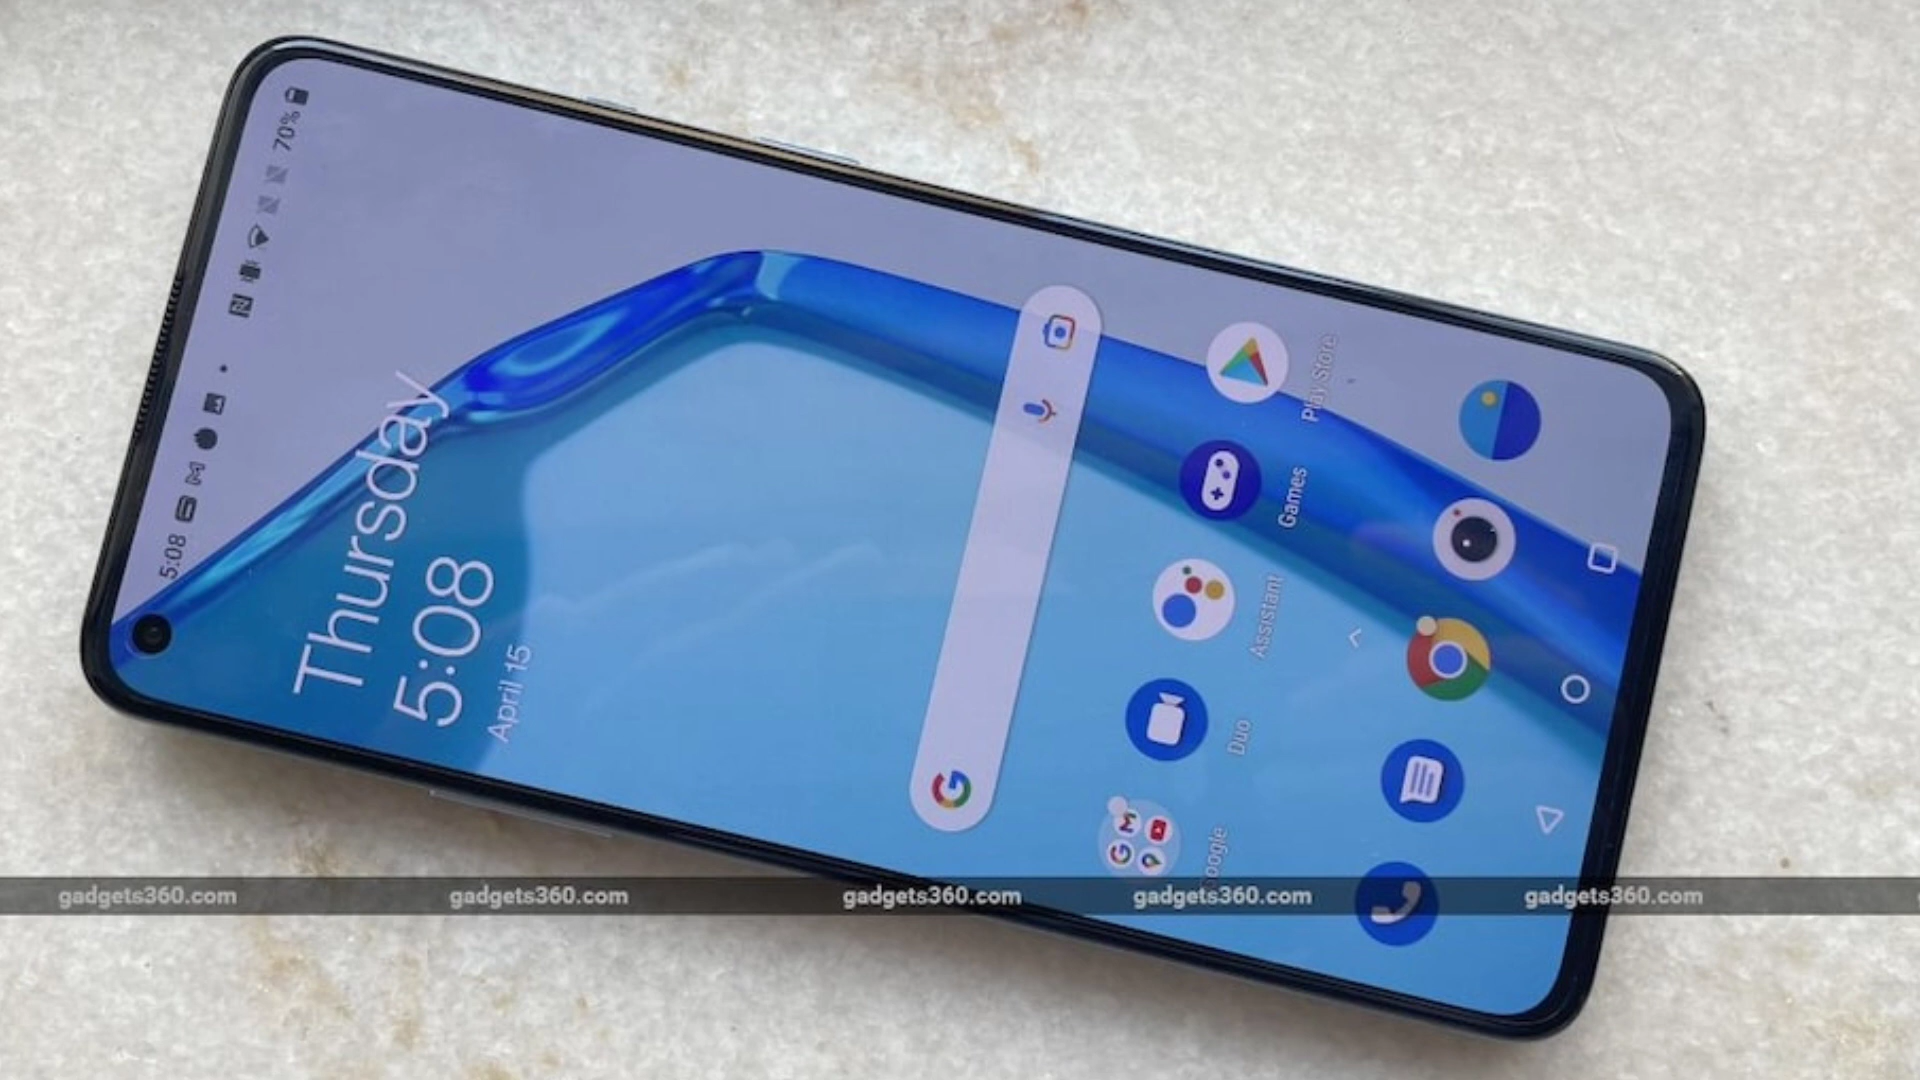 5:08
70%
Thursday
5:08
April 15
Google
Duo
Assistant
Games
Play Store
gadgets360.com gadgets360.com gadgets360.com gadgets360.com gadgets360.com